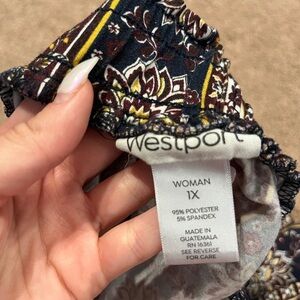 Westport
WOMAN
1X
95% POLYESTER
5% SPANDEX
MADE IN
GUATEMALA
RN 16361
SEE REVERSE
FOR CARE